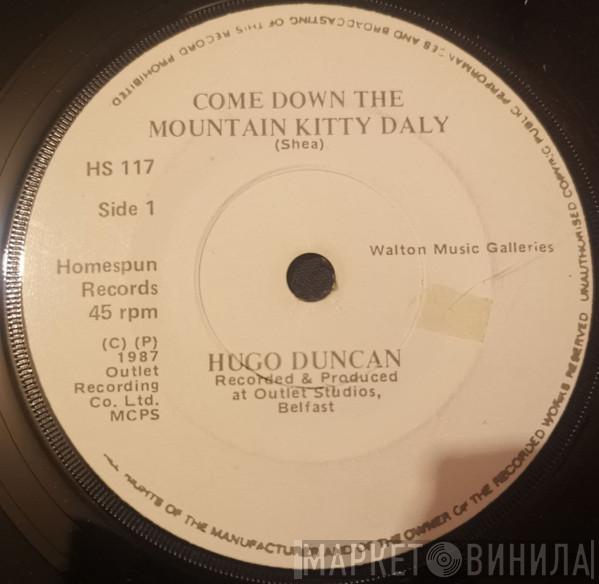 COME DOWN THE
MOUNTAIN KITTY DALY
(Shea)
HS 117
Side 1
Walton Music Galleries
Homespun
Records
45 rpm
(C) (P)
1987
Outlet
Recording
Co. Ltd.
MCPS
HUGO DUNCAN
Recorded & Produced
at Outlet Studios,
Belfast
RIGHTS OF THE MANUFACTURER AND OF THE OWNER OF THE RECORDED WORKS RESERVED UNAUTHORISED COPYING PUBLIC PERFORMANCES AND BROADCASTING OF THIS RECORD PROHIBITED
МАРКЕТ ВИНИЛА